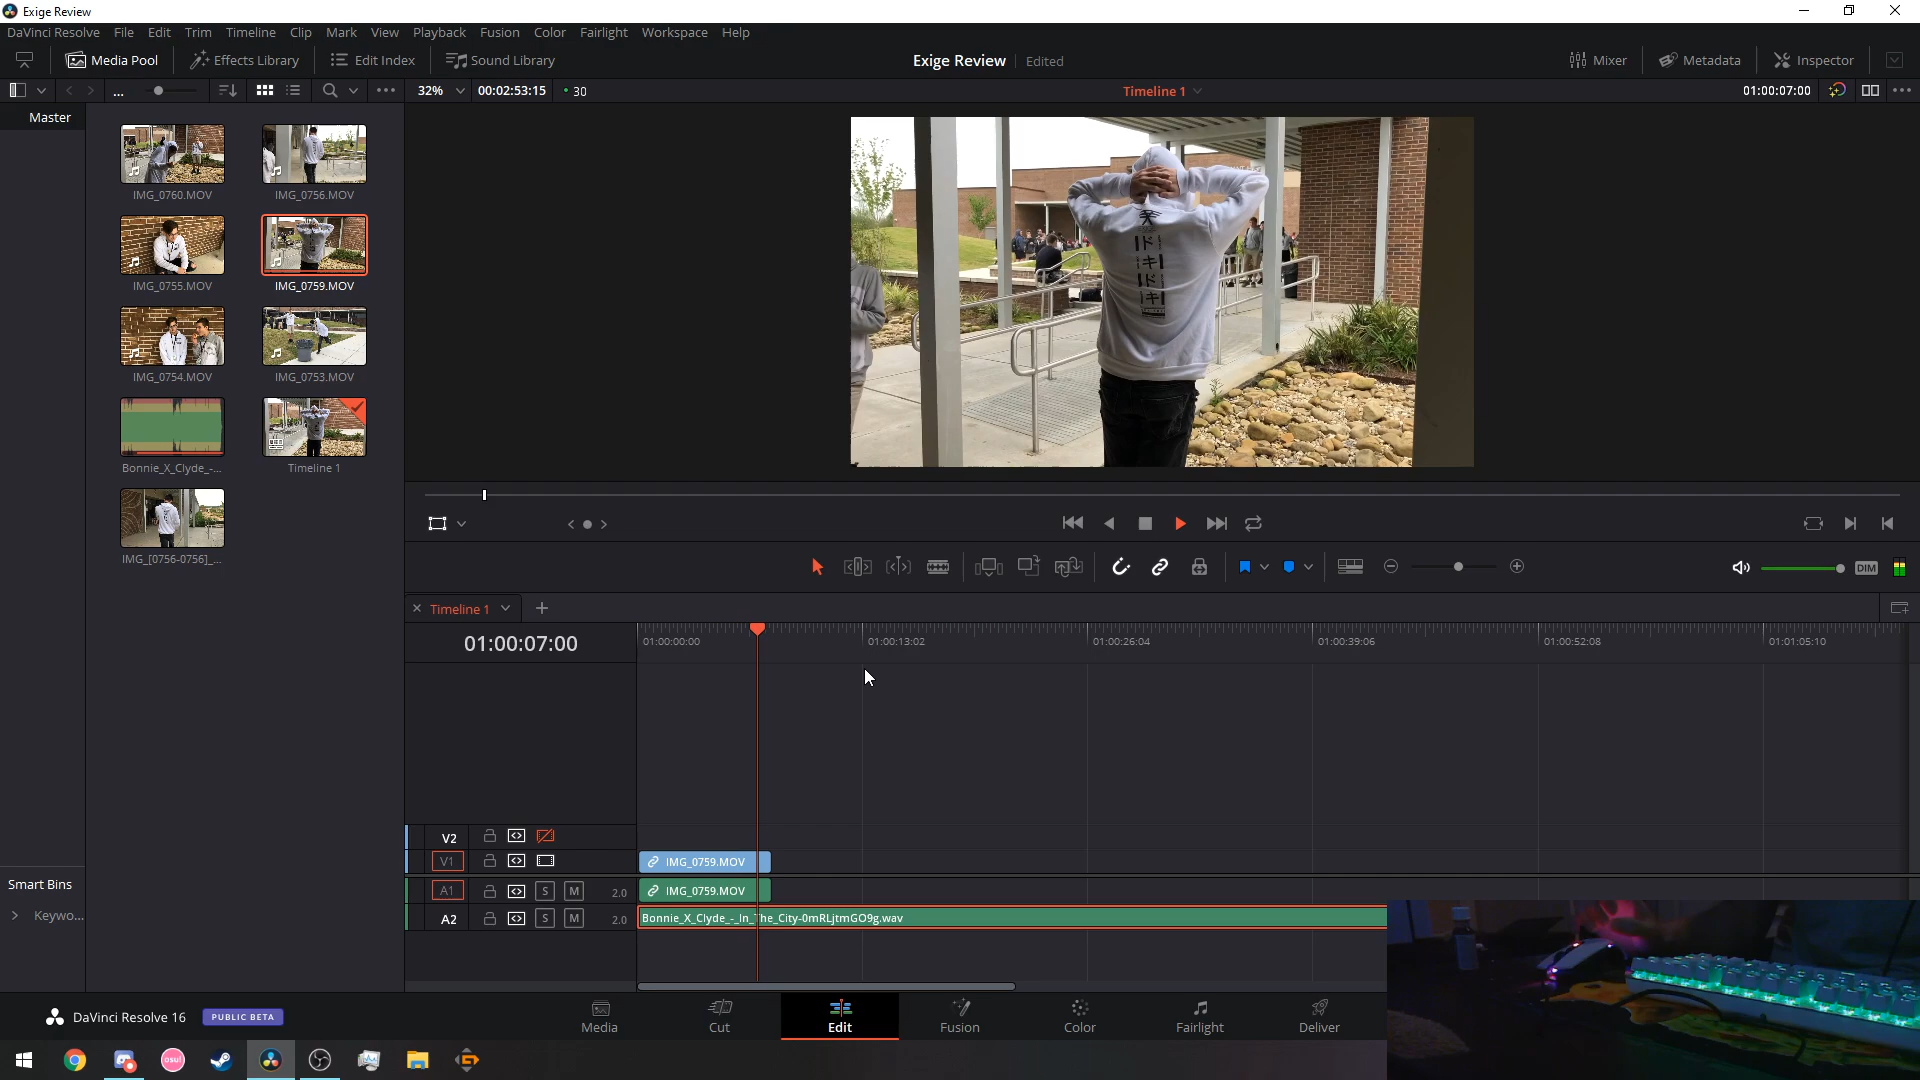 Exige Review
DaVinci Resolve File Edit Trim Timeline Clip Mark View Playback Fusion Color Fairlight Workspace Help
Media Pool Effects Library Edit Index Sound Library Exige Review Edited Mixer Metadata Inspector
... 32% 00:02:53:15 30 Timeline 1 01:00:07:00
Master
IMG_0760.MOV IMG_0756.MOV
IMG_0755.MOV IMG_0759.MOV
IMG_0754.MOV IMG_0753.MOV
Bonnie_X_Clyde_-... Timeline 1
IMG_[0756-0756]_...
ドキドキ
DIM
Timeline 1
01:00:07:00 01:00:00:00 01:00:13:02 01:00:26:04 01:00:39:06 01:00:52:08 01:01:05:10
V2
V1 IMG_0759.MOV
A1 S M 2.0 IMG_0759.MOV
A2 S M 2.0 Bonnie_X_Clyde_-_In_The_City-0mRLjtmGO9g.wav
Smart Bins
Keywo...
DaVinci Resolve 16 PUBLIC BETA
Media Cut Edit Fusion Color Fairlight Deliver
osu!